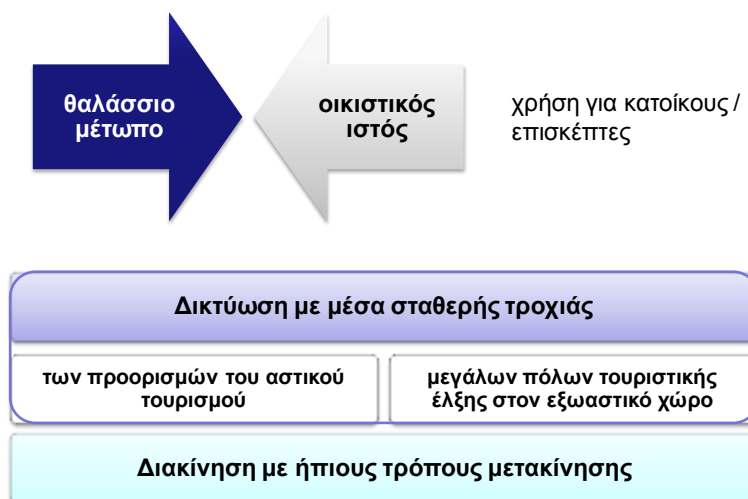 θαλάσσιο
μέτωπο
οικιστικός
ιστός
χρήση για κατοίκους /
επισκέπτες
Δικτύωση με μέσα σταθερής τροχιάς
των προορισμών του αστικού
τουρισμού
μεγάλων πόλων τουριστικής
έλξης στον εξωαστικό χώρο
Διακίνηση με ήπιους τρόπους μετακίνησης